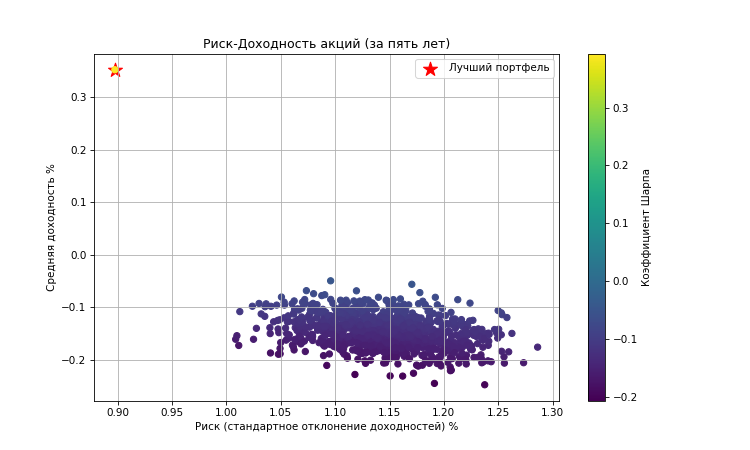 Риск-Доходность акций (за пять лет)
Лучший портфель
Средняя доходность %
0.3
0.2
0.1
0.0
−0.1
−0.2
0.90 0.95 1.00 1.05 1.10 1.15 1.20 1.25 1.30
Риск (стандартное отклонение доходностей) %
0.3
0.2
0.1
0.0
−0.1
−0.2
Коэффициент Шарпа